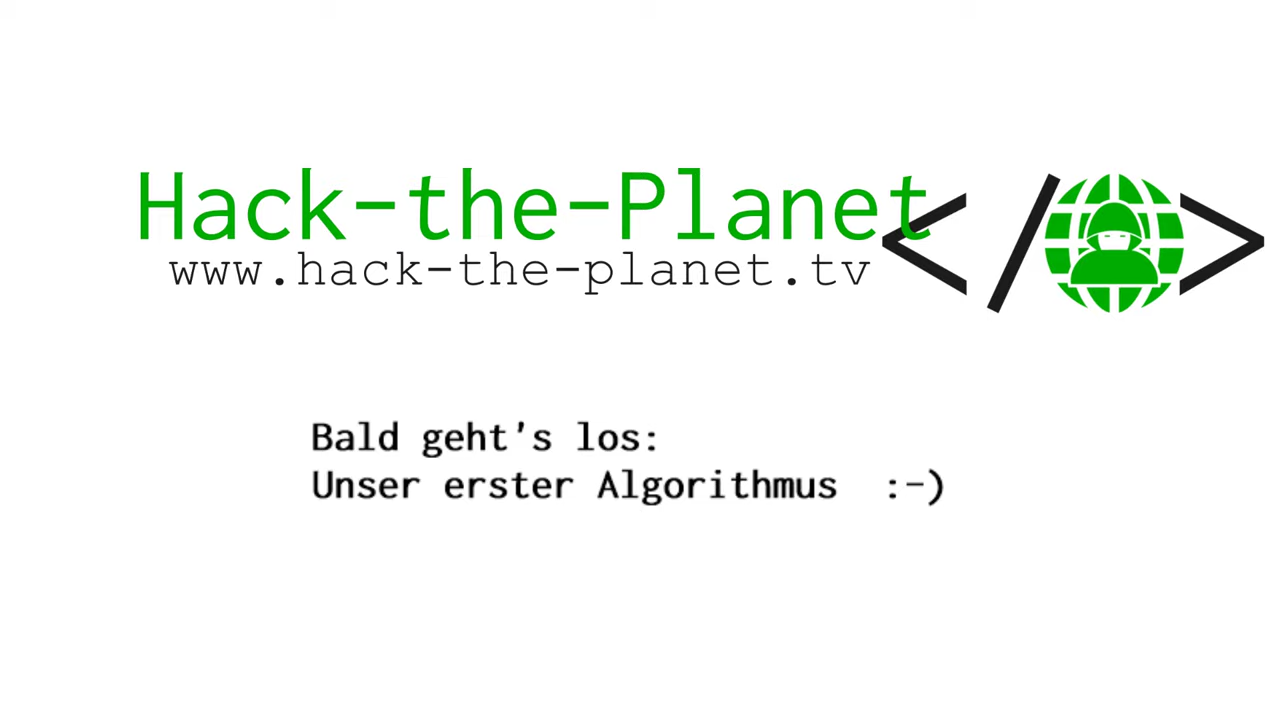 Hack-the-Planet
www.hack-the-planet.tv
</>
Bald geht's los:
Unser erster Algorithmus :-)